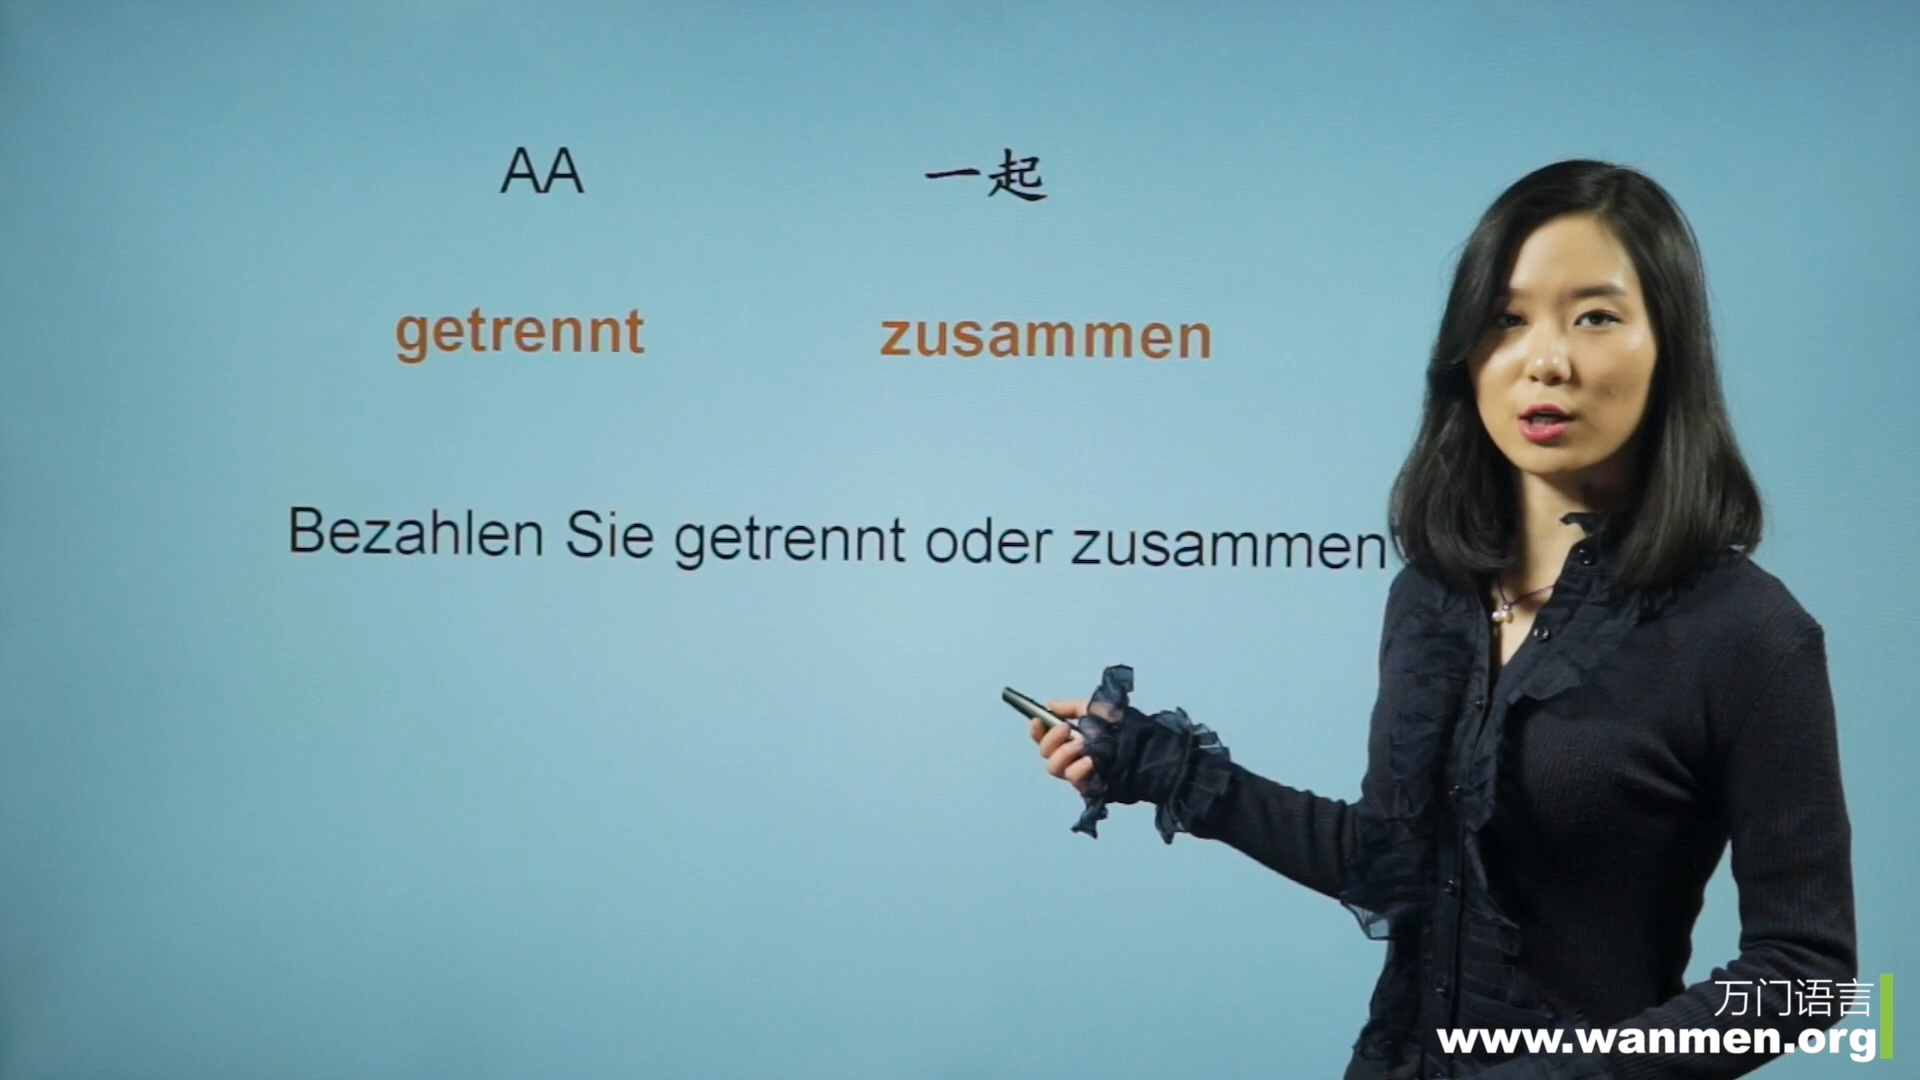 AA 一起
getrennt zusammen
Bezahlen Sie getrennt oder zusammen
万门语言
www.wanmen.org